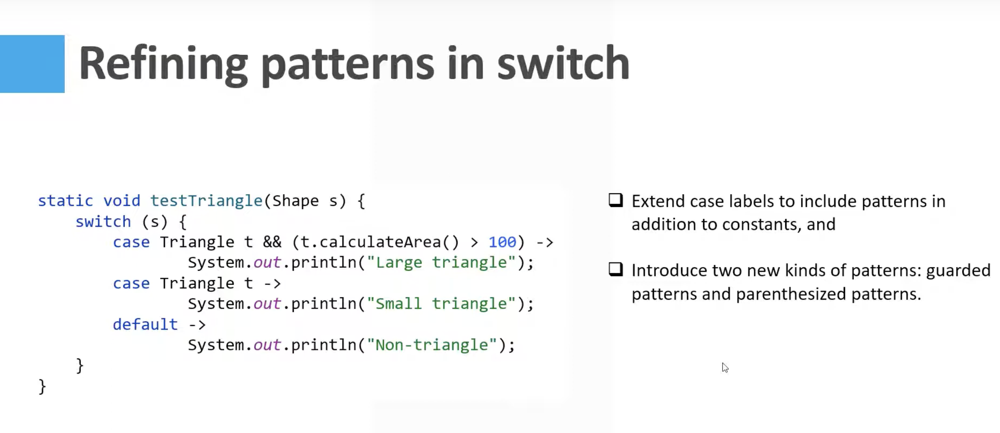 Refining patterns in switch
static void testTriangle(Shape s) {
    switch (s) {
        case Triangle t && (t.calculateArea() > 100) ->
                System.out.println("Large triangle");
        case Triangle t ->
                System.out.println("Small triangle");
        default ->
                System.out.println("Non-triangle");
    }
}
❑ Extend case labels to include patterns in
addition to constants, and
❑ Introduce two new kinds of patterns: guarded
patterns and parenthesized patterns.